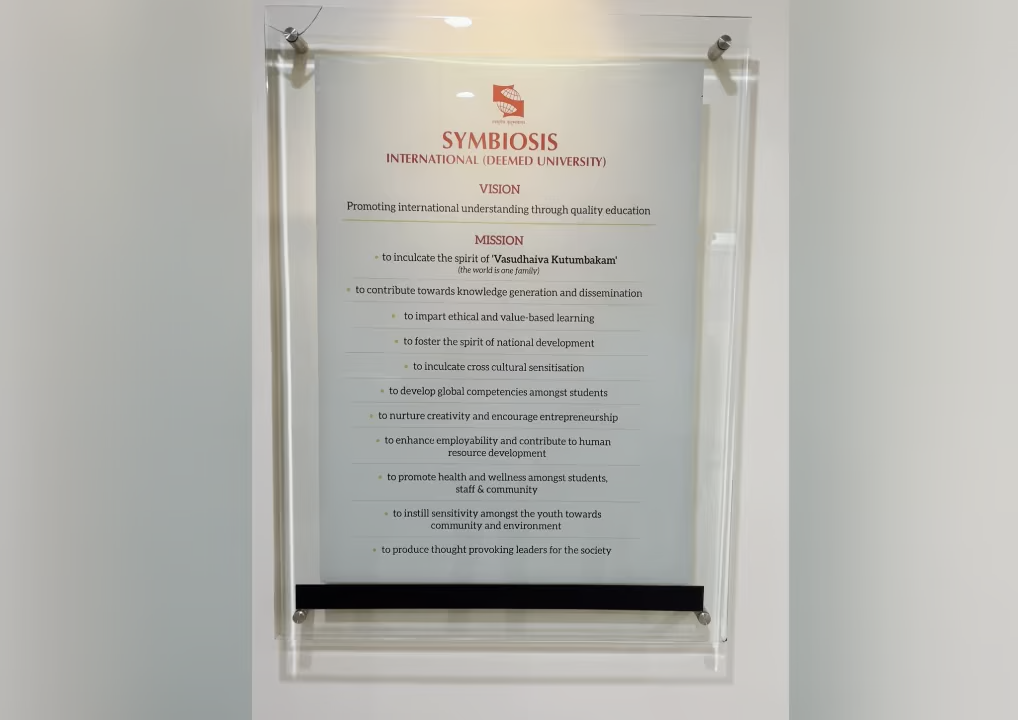 SYMBIOSIS
INTERNATIONAL (DEEMED UNIVERSITY)
VISION
Promoting international understanding through quality education
MISSION
to inculcate the spirit of 'Vasudhaiva Kutumbakam'
(the world is one family)
to contribute towards knowledge generation and dissemination
to impart ethical and value-based learning
to foster the spirit of national development
to inculcate cross cultural sensitisation
to develop global competencies amongst students
to nurture creativity and encourage entrepreneurship
to enhance employability and contribute to human
resource development
to promote health and wellness amongst students,
staff & community
to instill sensitivity amongst the youth towards
community and environment
to produce thought provoking leaders for the society